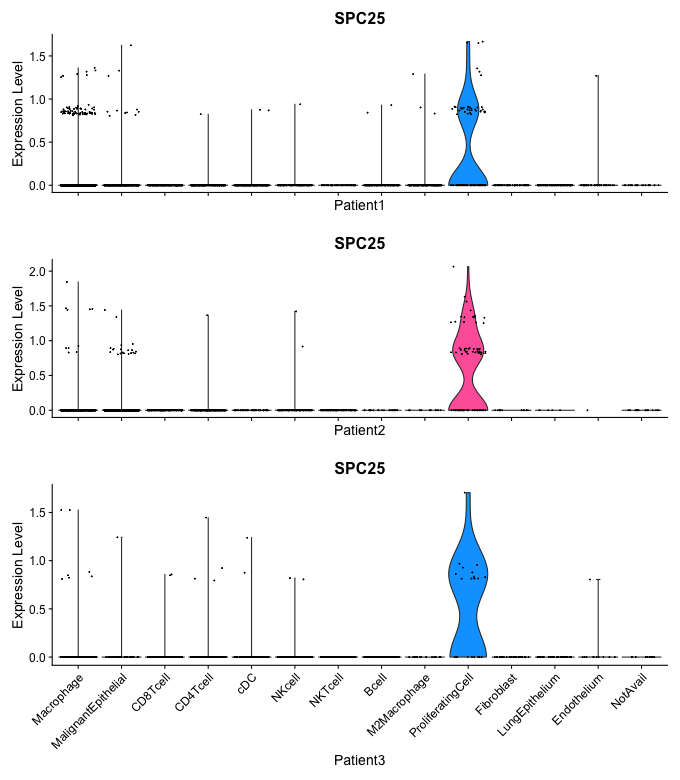 SPC25
Expression Level
1.5
1.0
0.5
0.0
Patient1
SPC25
Expression Level
2.0
1.5
1.0
0.5
0.0
Patient2
SPC25
Expression Level
1.5
1.0
0.5
0.0
Macrophage
MalignantEpithelial
CD8Tcell
CD4Tcell
cDC
NKcell
NKTcell
Bcell
M2Macrophage
ProliferatingCell
Fibroblast
LungEpithelium
Endothelium
NotAvail
Patient3